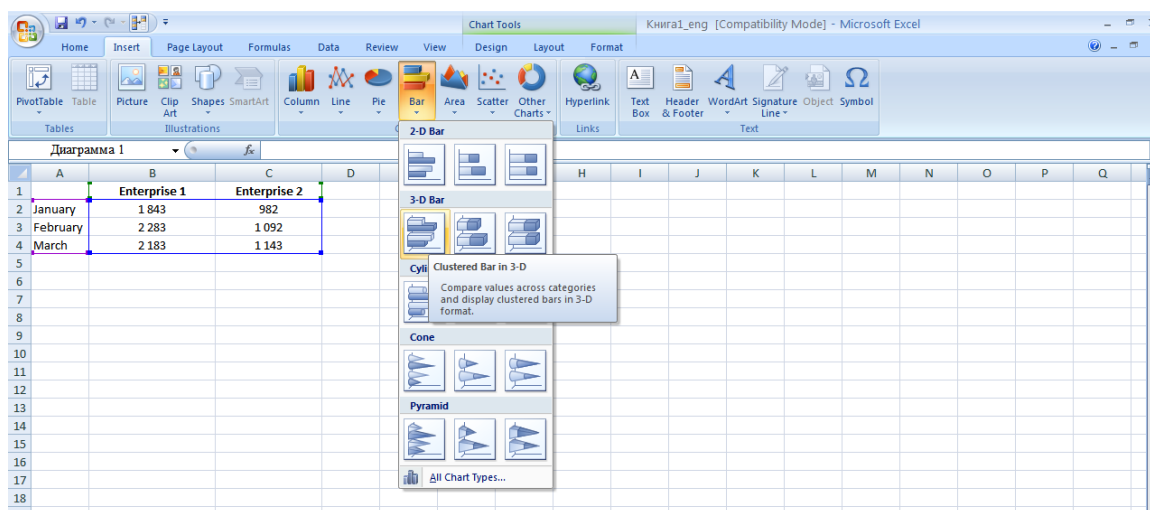 Chart Tools
Книга1_eng [Compatibility Mode] - Microsoft Excel
Home Insert Page Layout Formulas Data Review View Design Layout Format
PivotTable Table Picture Clip Art Shapes SmartArt Column Line Pie Bar Area Scatter Other Charts Hyperlink Text Box Header & Footer WordArt Signature Line Object Symbol
Tables Illustrations Links Text
Диаграмма 1 fx
A B C D H I J K L M N O P Q
1 Enterprise 1 Enterprise 2
2 January 1 843 982
3 February 2 283 1 092
4 March 2 183 1 143
5
6
7
8
9
10
11
12
13
14
15
16
17
18
2-D Bar
3-D Bar
Clustered Bar in 3-D
Compare values across categories
and display clustered bars in 3-D
format.
Cone
Pyramid
All Chart Types...